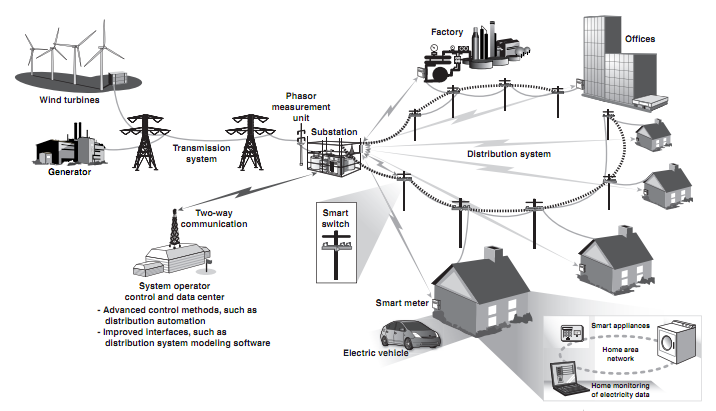 Factory
Offices
Wind turbines
Phasor
measurement
unit
Substation
Transmission
system
Generator
Distribution system
Two-way
communication
Smart
switch
System operator
control and data center
- Advanced control methods, such as
distribution automation
- Improved interfaces, such as
distribution system modeling software
Smart meter
Electric vehicle
Smart appliances
Home area
network
Home monitoring
of electricity data